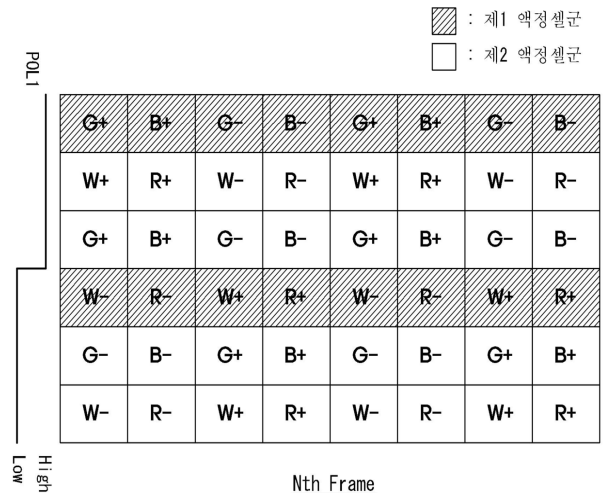 : 제1 액정셀군
: 제2 액정셀군
POL1
G+ B+ G- B- G+ B+ G- B-
W+ R+ W- R- W+ R+ W- R-
G+ B+ G- B- G+ B+ G- B-
W- R- W+ R+ W- R- W+ R+
G- B- G+ B+ G- B- G+ B+
W- R- W+ R+ W- R- W+ R+
High
Low
Nth Frame